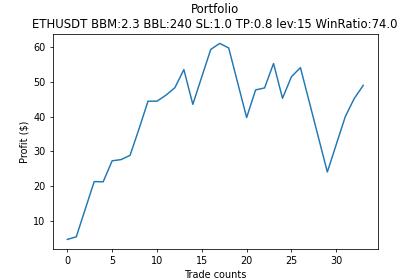 Portfolio
ETHUSDT BBM:2.3 BBL:240 SL:1.0 TP:0.8 lev:15 WinRatio:74.0
60
50
40
30
20
10
Profit ($)
0 5 10 15 20 25 30
Trade counts